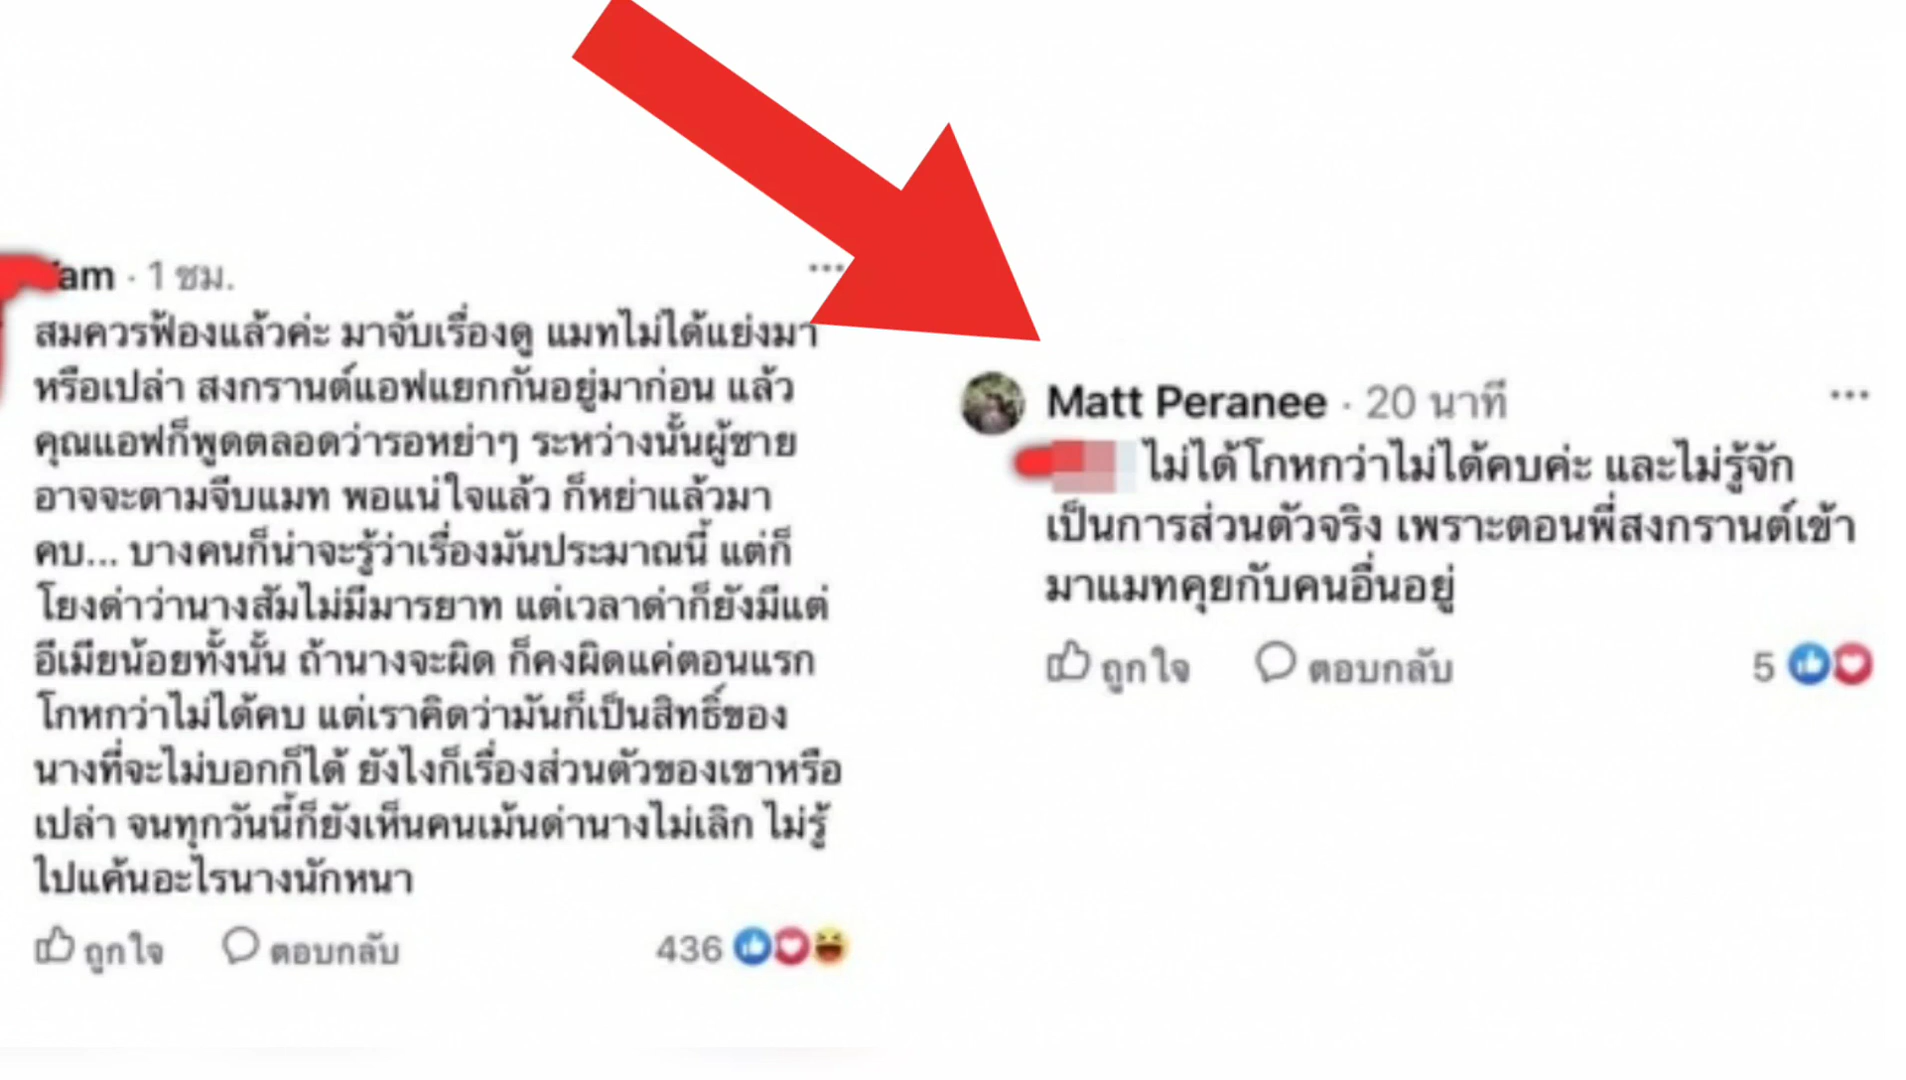 am · 1 ชม.
สมควรฟ้องแล้วค่ะ มาจับเรื่องดู แมทไม่ได้แย่งมา
หรือเปล่า สงกรานต์แอฟแยกกันอยู่มาก่อน แล้ว
คุณแอฟก็พูดตลอดว่ารอหย่าๆ ระหว่างนั้นผู้ชาย
อาจจะตามจีบแมท พอแน่ใจแล้ว ก็หย่าแล้วมา
คบ... บางคนก็น่าจะรู้ว่าเรื่องมันประมาณนี้ แต่ก็
โยงด่าว่านางสัมไม่มีมารยาท แต่เวลาด่าก็ยังมีแต่
อีเมียน้อยทั้งนั้น ถ้านางจะผิด ก็คงผิดแค่ตอนแรก
โกหกว่าไม่ได้คบ แต่เราคิดว่ามันก็เป็นสิทธิ์ของ
นางที่จะไม่บอกก็ได้ ยังไงก็เรื่องส่วนตัวของเขาหรือ
เปล่า จนทุกวันนี้ก็ยังเห็นคนเม้นด่านางไม่เลิก ไม่รู้
ไปแค้นอะไรนางนักหนา
ถูกใจ ตอบกลับ 436
Matt Peranee · 20 นาที
ไม่ได้โกหกว่าไม่ได้คบค่ะ และไม่รู้จัก
เป็นการส่วนตัวจริง เพราะตอนพี่สงกรานต์เข้า
มาแมทคุยกับคนอื่นอยู่
ถูกใจ ตอบกลับ 5